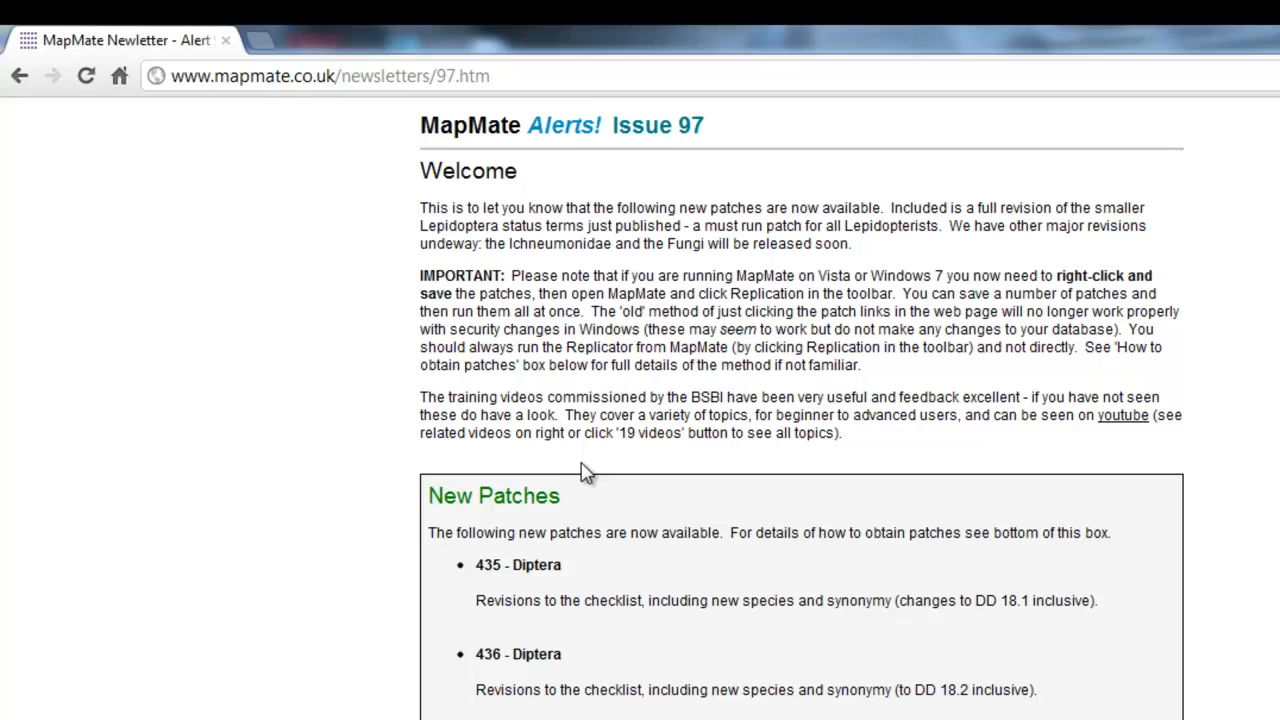 MapMate Newletter - Alert
www.mapmate.co.uk/newsletters/97.htm
MapMate Alerts! Issue 97
Welcome
This is to let you know that the following new patches are now available. Included is a full revision of the smaller
Lepidoptera status terms just published - a must run patch for all Lepidopterists. We have other major revisions
undeway: the Ichneumonidae and the Fungi will be released soon.
IMPORTANT: Please note that if you are running MapMate on Vista or Windows 7 you now need to right-click and
save the patches, then open MapMate and click Replication in the toolbar. You can save a number of patches and
then run them all at once. The 'old' method of just clicking the patch links in the web page will no longer work properly
with security changes in Windows (these may seem to work but do not make any changes to your database). You
should always run the Replicator from MapMate (by clicking Replication in the toolbar) and not directly. See 'How to
obtain patches' box below for full details of the method if not familiar.
The training videos commissioned by the BSBI have been very useful and feedback excellent - if you have not seen
these do have a look. They cover a variety of topics, for beginner to advanced users, and can be seen on youtube (see
related videos on right or click '19 videos' button to see all topics).
New Patches
The following new patches are now available. For details of how to obtain patches see bottom of this box.
• 435 - Diptera
Revisions to the checklist, including new species and synonymy (changes to DD 18.1 inclusive).
• 436 - Diptera
Revisions to the checklist, including new species and synonymy (to DD 18.2 inclusive).